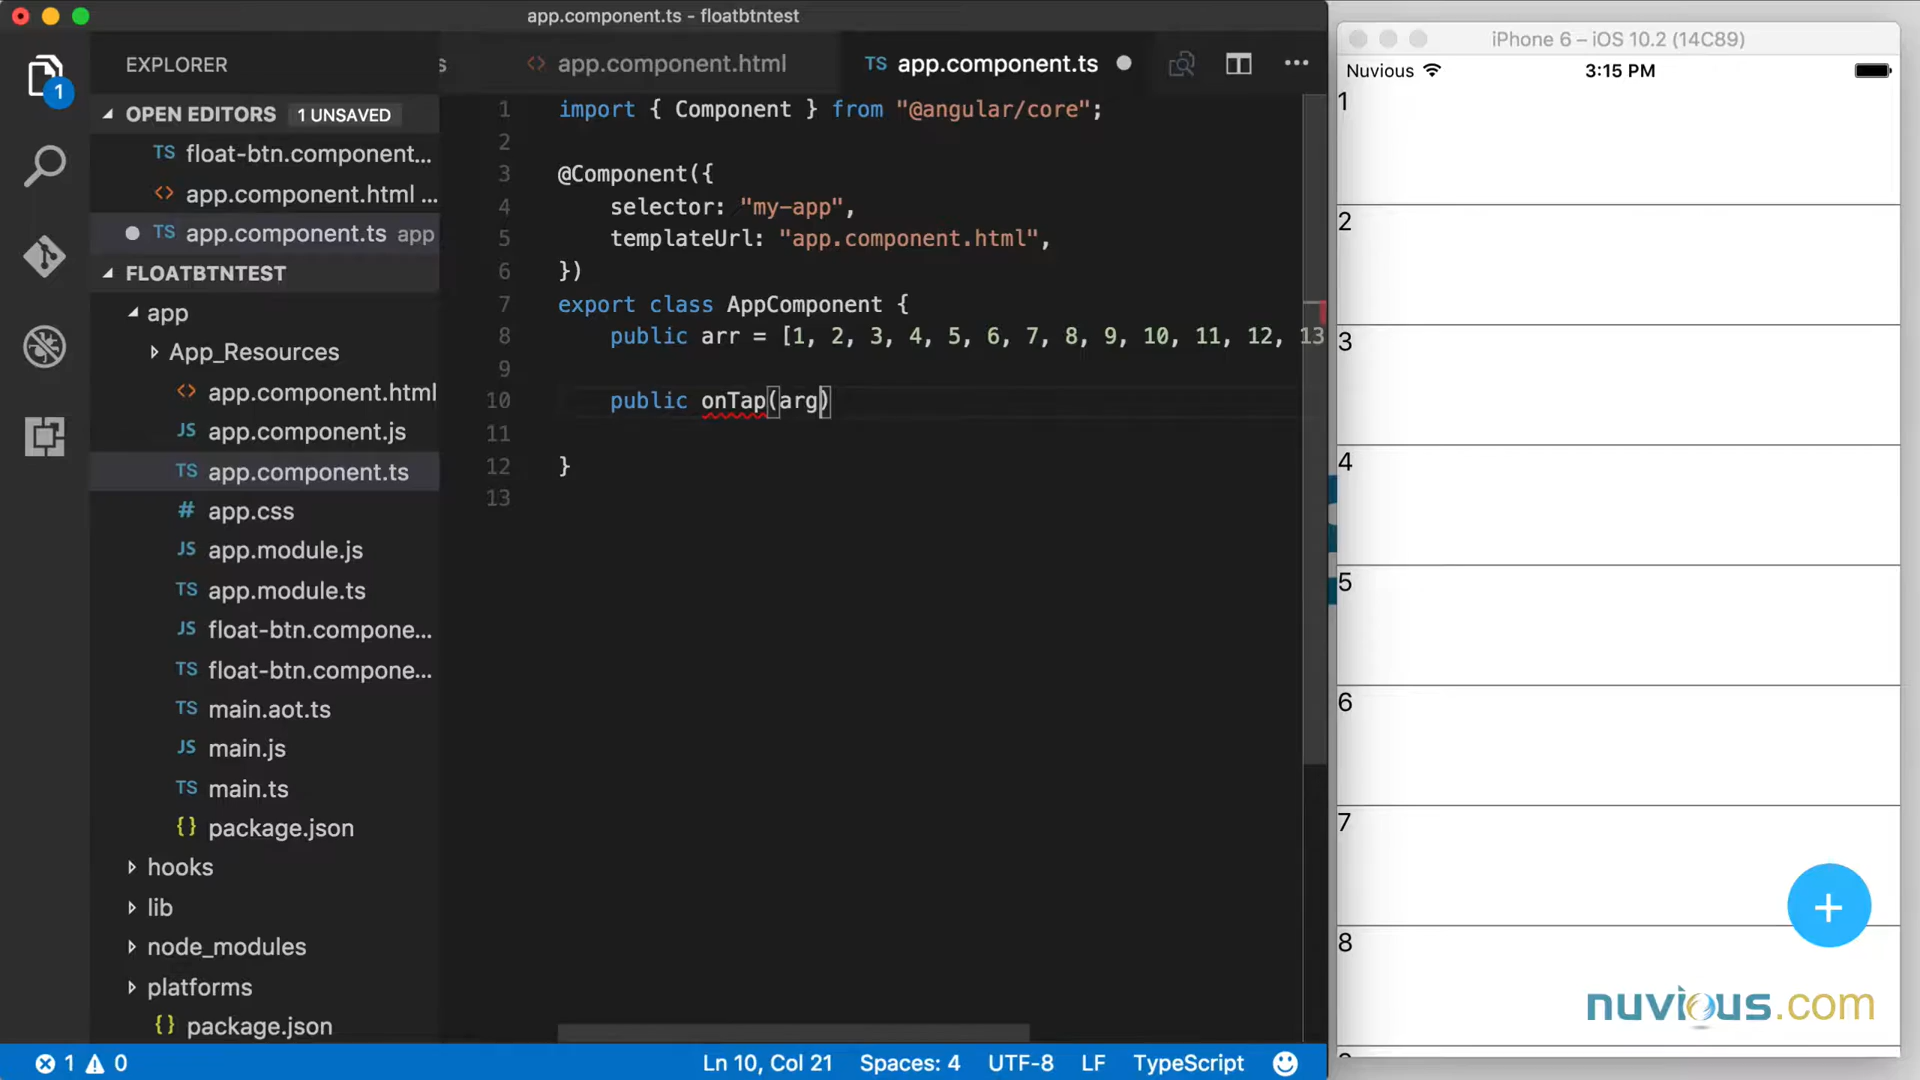 app.component.ts - floatbtntest
EXPLORER
s
app.component.html
TS app.component.ts
OPEN EDITORS 1 UNSAVED
TS float-btn.component...
<> app.component.html ...
TS app.component.ts app
FLOATBTNTEST
app
App_Resources
<> app.component.html
JS app.component.js
TS app.component.ts
# app.css
JS app.module.js
TS app.module.ts
JS float-btn.compone...
TS float-btn.compone...
TS main.aot.ts
JS main.js
TS main.ts
{} package.json
hooks
lib
node_modules
platforms
{} package.json
1
1 import { Component } from "@angular/core";
2
3 @Component({
4 selector: "my-app",
5 templateUrl: "app.component.html",
6 })
7 export class AppComponent {
8 public arr = [1, 2, 3, 4, 5, 6, 7, 8, 9, 10, 11, 12, 13
9
10 public onTap(arg)
11
12 }
13
1 0
Ln 10, Col 21 Spaces: 4 UTF-8 LF TypeScript
iPhone 6 – iOS 10.2 (14C89)
Nuvious 3:15 PM
1
2
3
4
5
6
7
+
8
nuvious.com